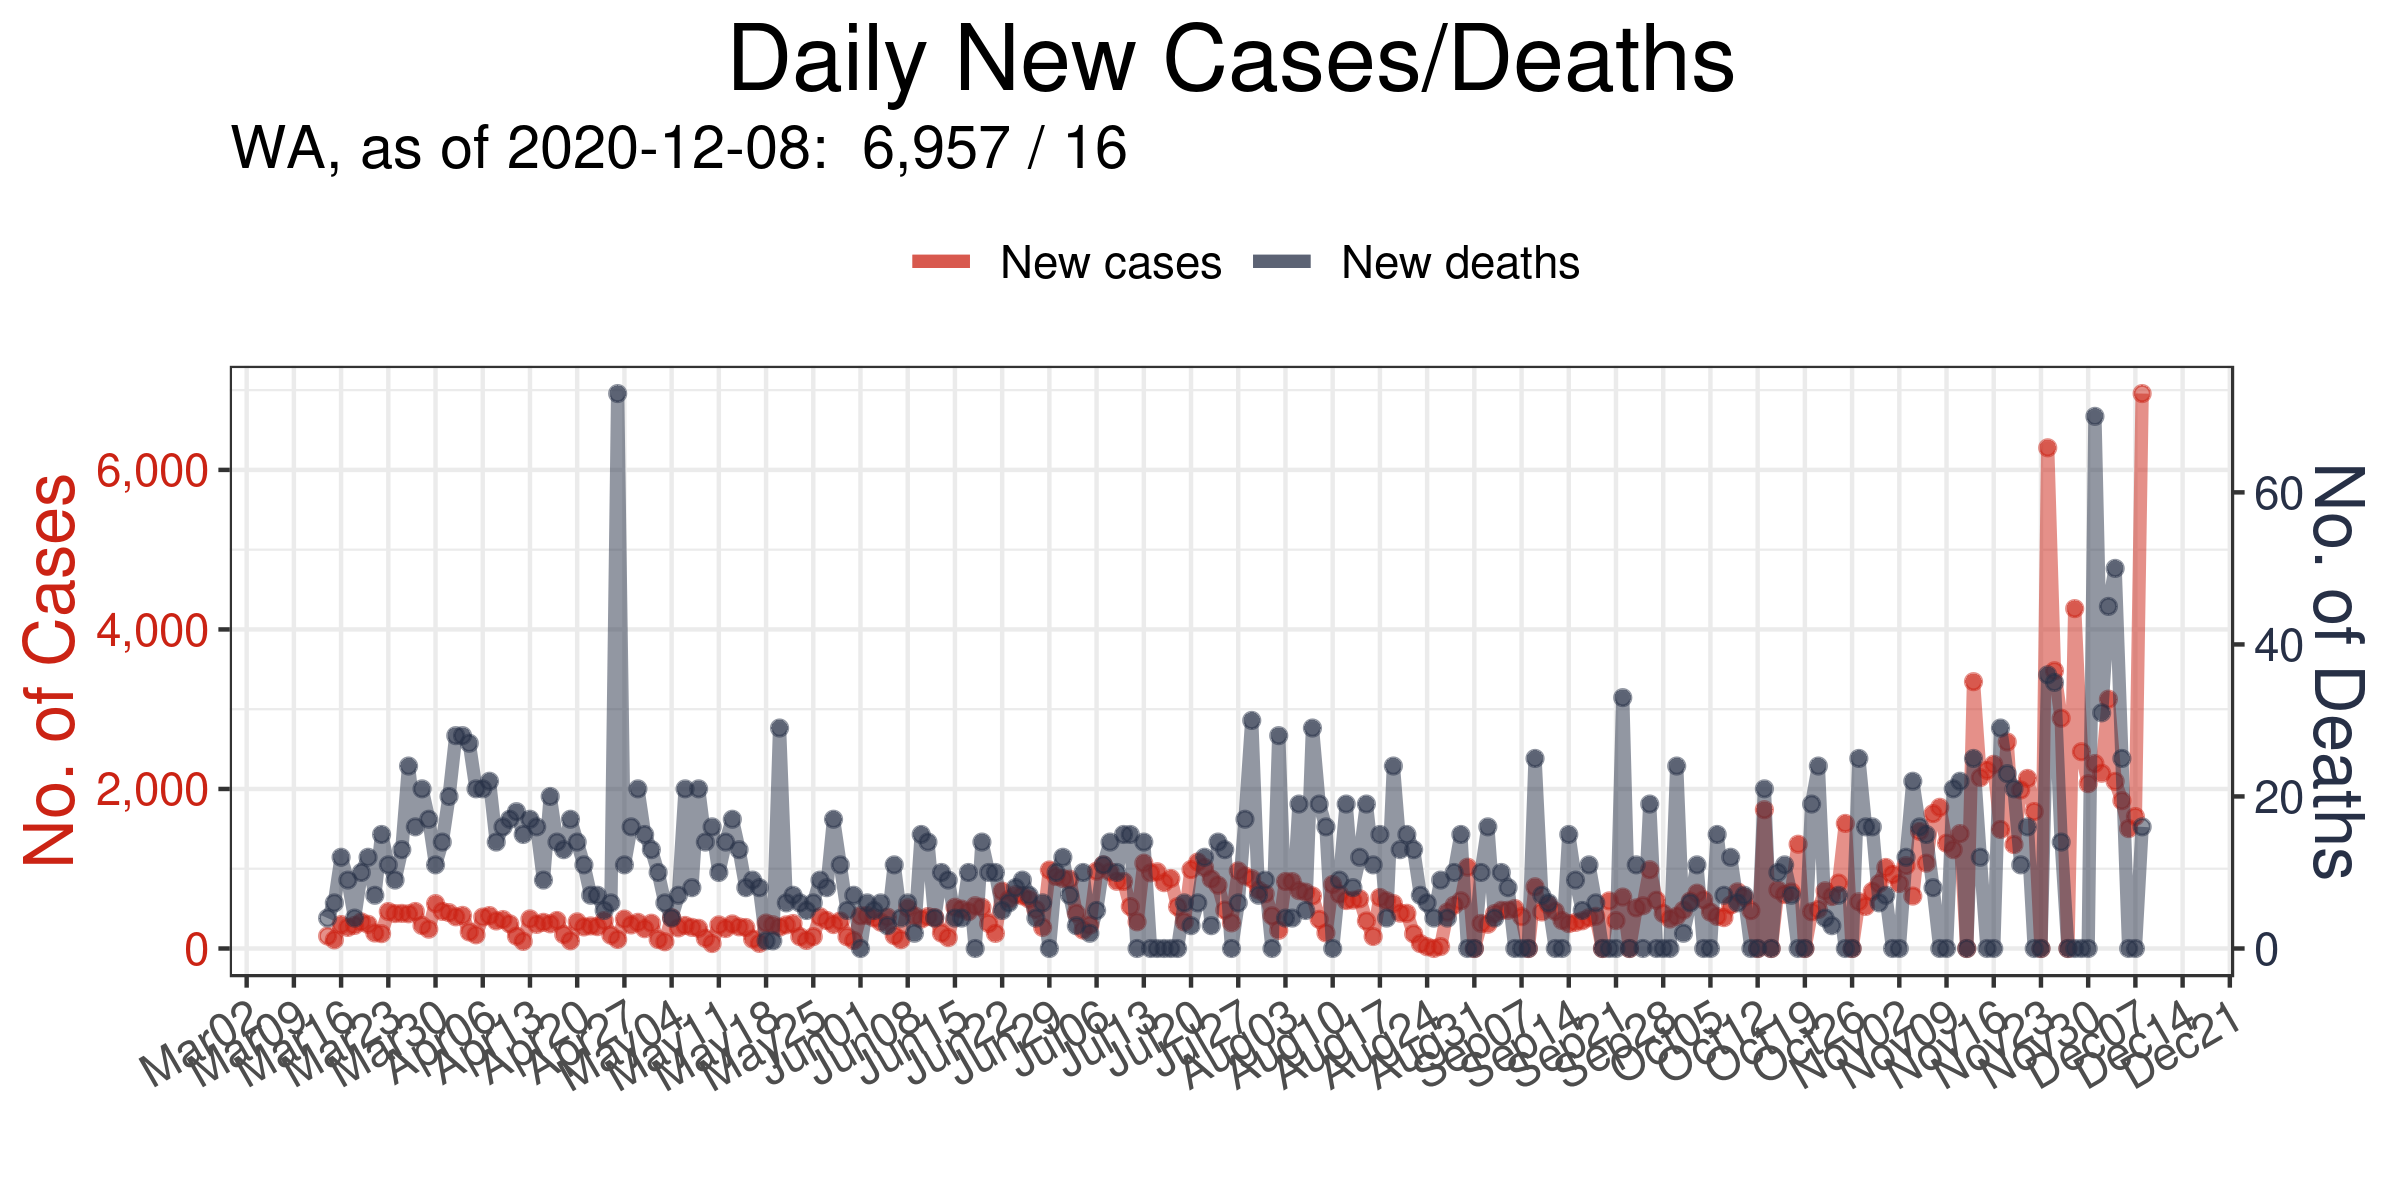 Daily New Cases/Deaths
WA, as of 2020-12-08:  6,957 / 16
New cases
New deaths
No. of Cases
6,000
4,000
2,000
0
No. of Deaths
60
40
20
0
Mar02
Mar09
Mar16
Mar23
Mar30
Apr06
Apr13
Apr20
Apr27
May04
May11
May18
May25
Jun01
Jun08
Jun15
Jun22
Jun29
Jul06
Jul13
Jul20
Jul27
Aug03
Aug10
Aug17
Aug24
Aug31
Sep07
Sep14
Sep21
Sep28
Oct05
Oct12
Oct19
Oct26
Nov02
Nov09
Nov16
Nov23
Nov30
Dec07
Dec14
Dec21